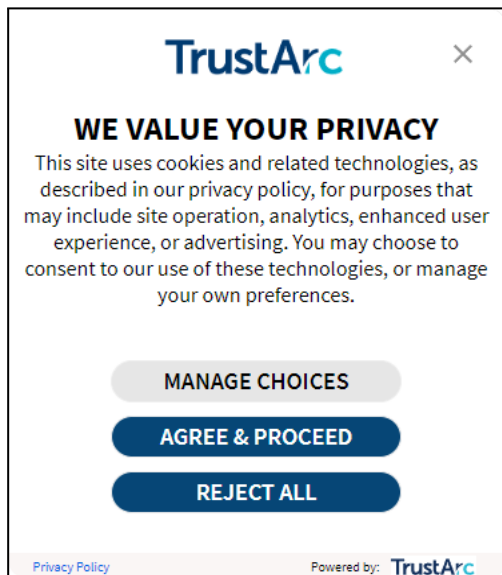 TrustArc
WE VALUE YOUR PRIVACY
This site uses cookies and related technologies, as
described in our privacy policy, for purposes that
may include site operation, analytics, enhanced user
experience, or advertising. You may choose to
consent to our use of these technologies, or manage
your own preferences.
MANAGE CHOICES
AGREE & PROCEED
REJECT ALL
Privacy Policy
Powered by: TrustArc